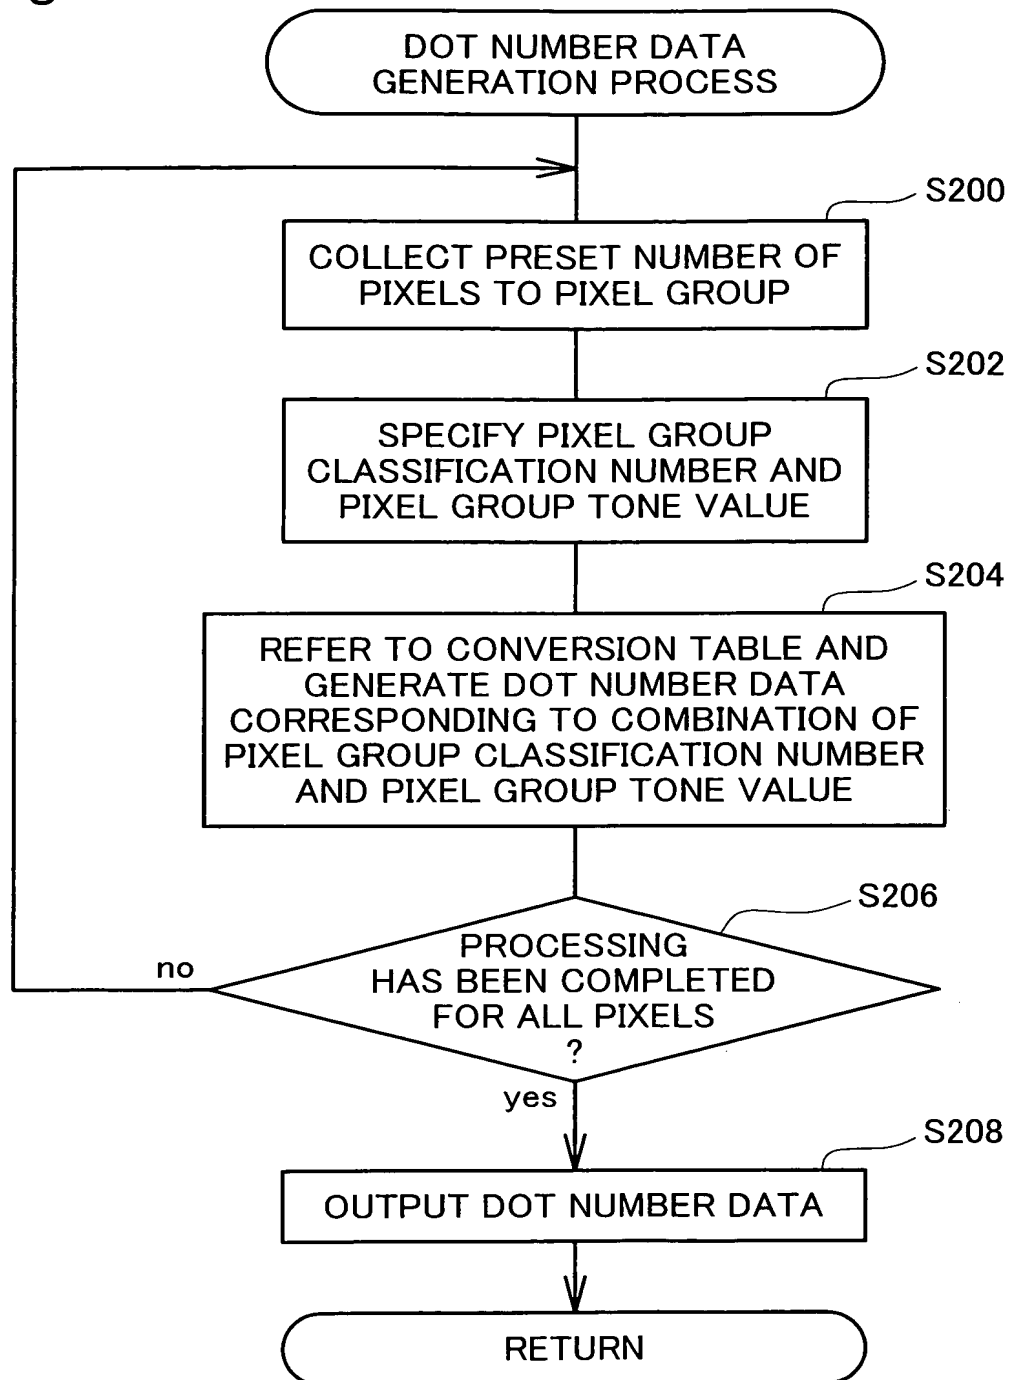 DOT NUMBER DATA
GENERATION PROCESS
S200
COLLECT PRESET NUMBER OF
PIXELS TO PIXEL GROUP
S202
SPECIFY PIXEL GROUP
CLASSIFICATION NUMBER AND
PIXEL GROUP TONE VALUE
S204
REFER TO CONVERSION TABLE AND
GENERATE DOT NUMBER DATA
CORRESPONDING TO COMBINATION OF
PIXEL GROUP CLASSIFICATION NUMBER
AND PIXEL GROUP TONE VALUE
S206
PROCESSING
HAS BEEN COMPLETED
FOR ALL PIXELS
?
no
yes
S208
OUTPUT DOT NUMBER DATA
RETURN